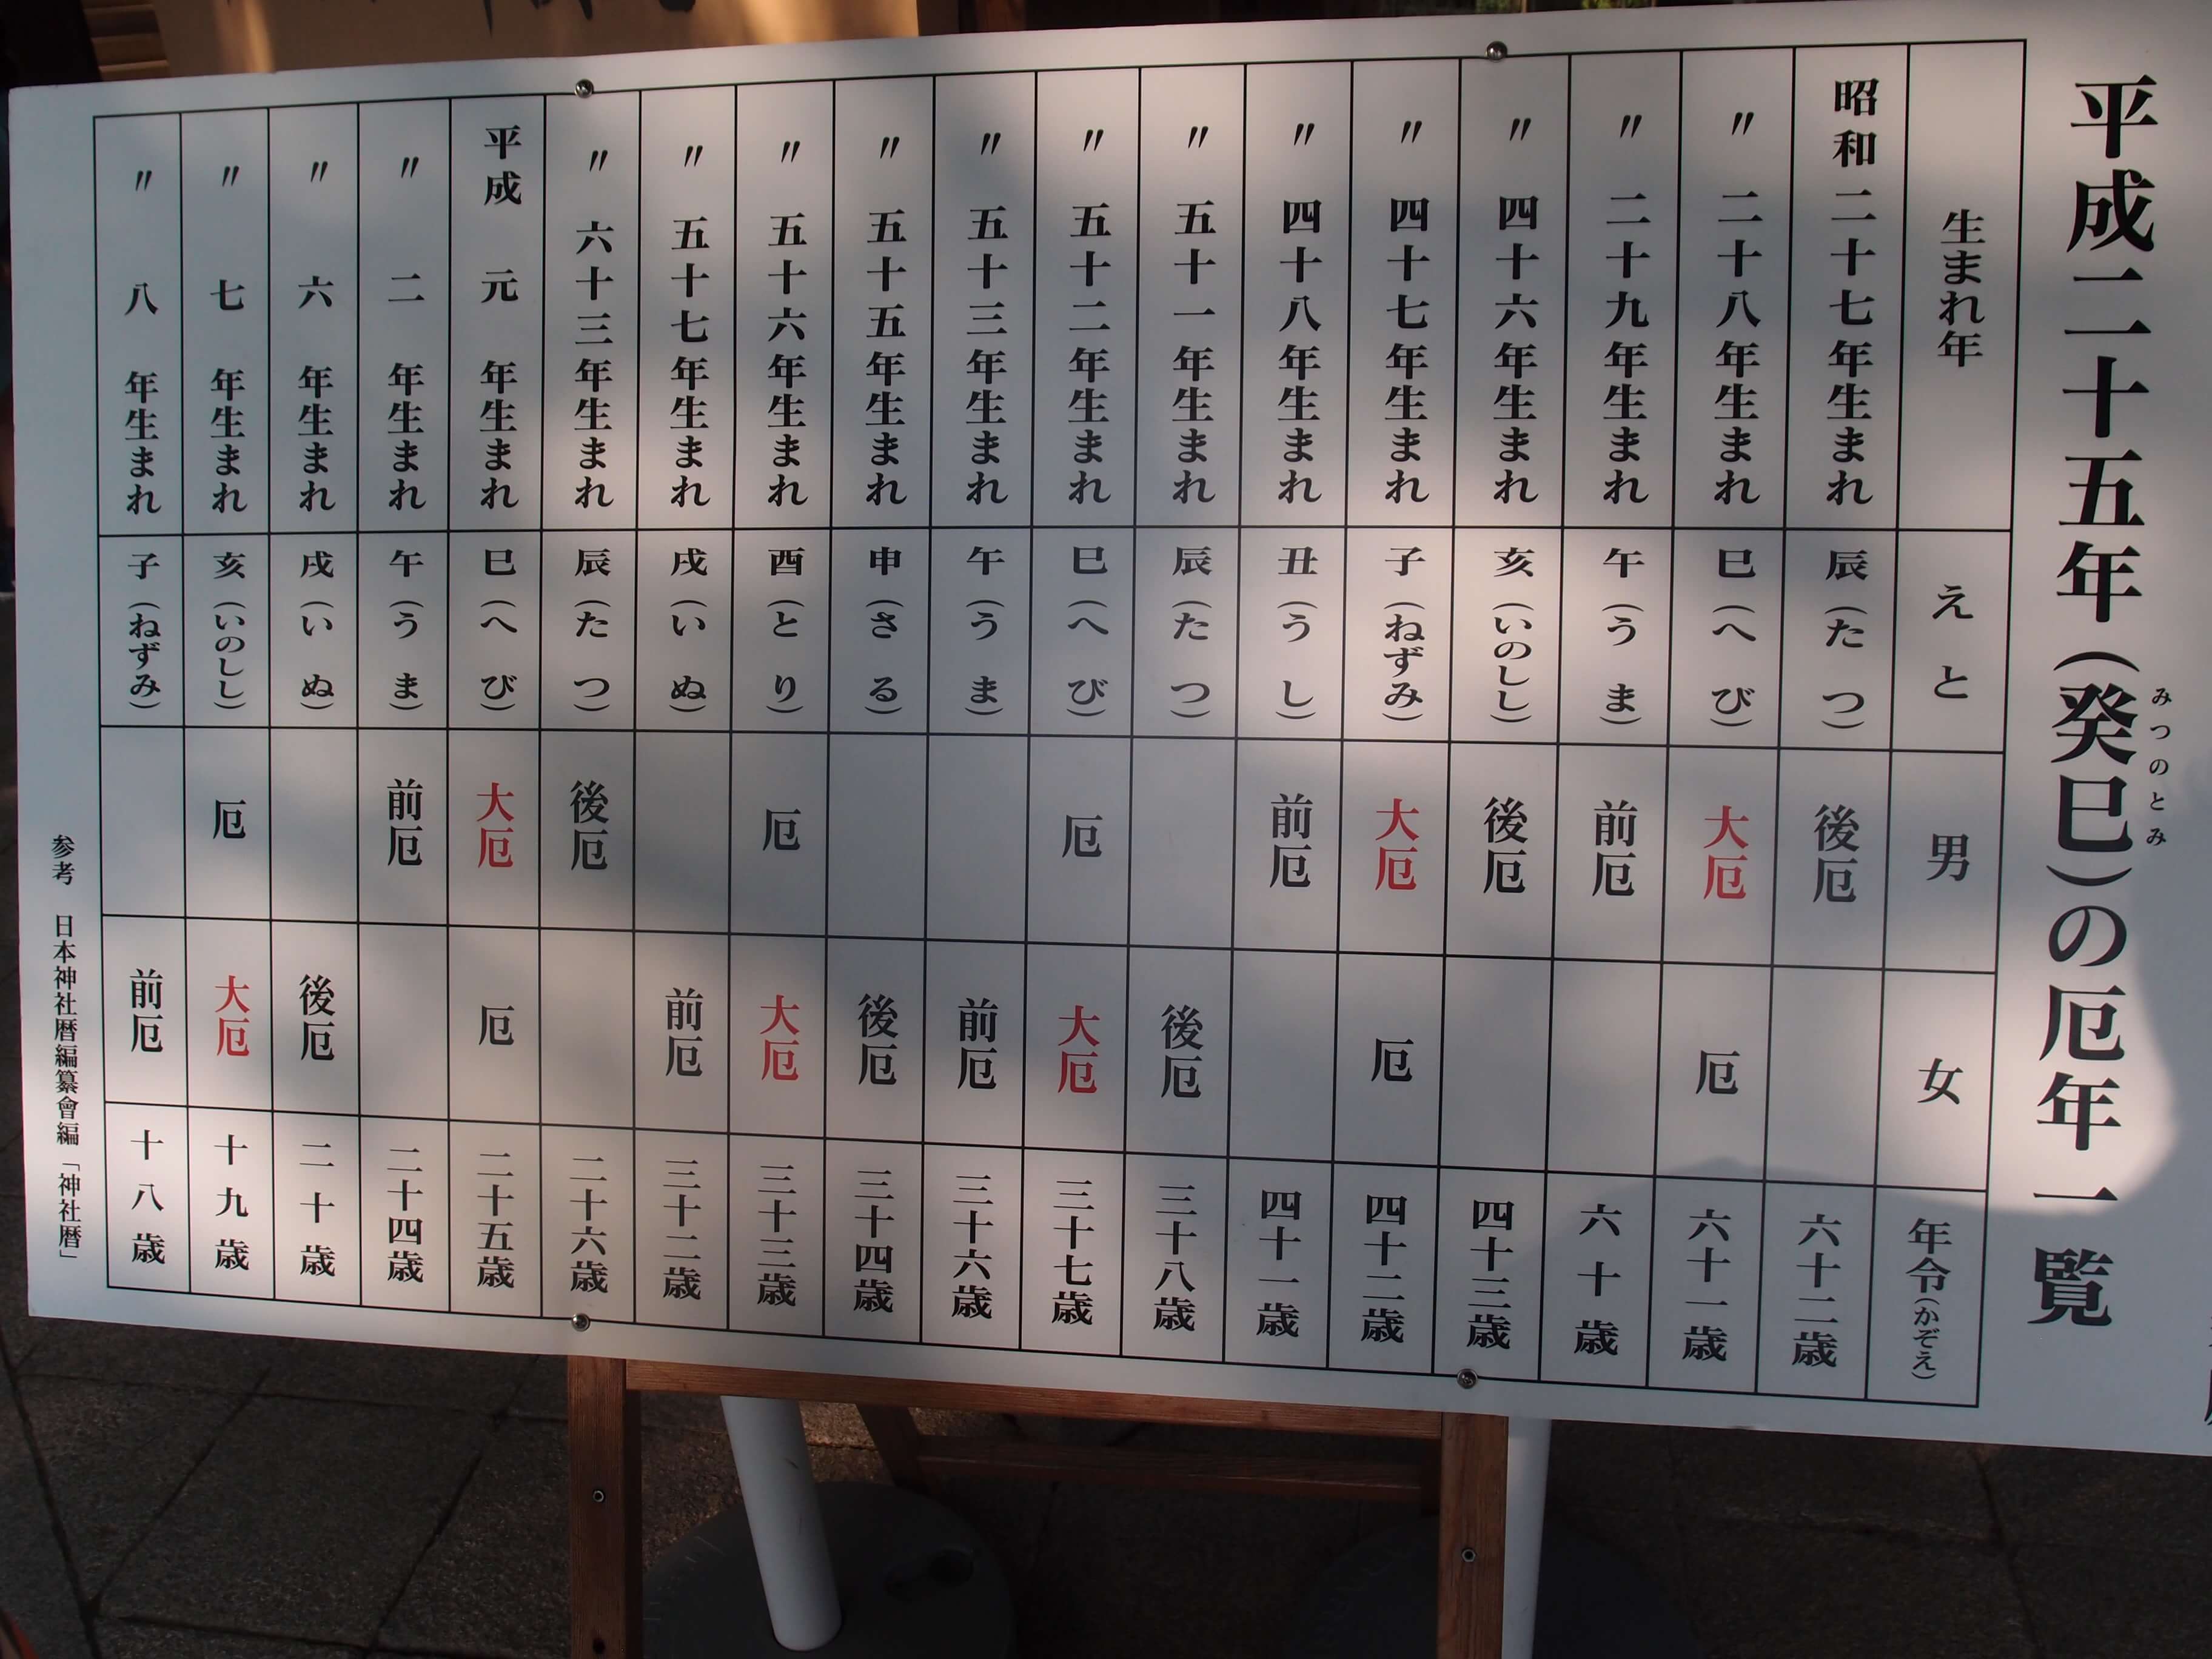 平成二十五年（癸巳）の厄年一覧
みづのとみ
生まれ年 えと 男 女 年令（かぞえ）
昭和 二十七年生まれ 辰（たつ） 後厄 六十二歳
〃 二十八年生まれ 巳（へび） 大厄 厄 六十一歳
〃 二十九年生まれ 午（うま） 前厄 六十歳
〃 四十六年生まれ 亥（いのしし） 後厄 四十三歳
〃 四十七年生まれ 子（ねずみ） 大厄 厄 四十二歳
〃 四十八年生まれ 丑（うし） 前厄 四十一歳
〃 五十一年生まれ 辰（たつ） 後厄 三十八歳
〃 五十二年生まれ 巳（へび） 厄 大厄 三十七歳
〃 五十三年生まれ 午（うま） 前厄 三十六歳
〃 五十五年生まれ 申（さる） 後厄 三十四歳
〃 五十六年生まれ 酉（とり） 厄 大厄 三十三歳
〃 五十七年生まれ 戌（いぬ） 前厄 三十二歳
〃 六十三年生まれ 辰（たつ） 後厄 二十六歳
平成 元 年生まれ 巳（へび） 大厄 厄 二十五歳
〃 二 年生まれ 午（うま） 前厄 二十四歳
〃 六 年生まれ 戌（いぬ） 後厄 二十歳
〃 七 年生まれ 亥（いのしし） 厄 大厄 十九歳
〃 八 年生まれ 子（ねずみ） 前厄 十八歳
参考 日本神社暦編纂會編「神社暦」